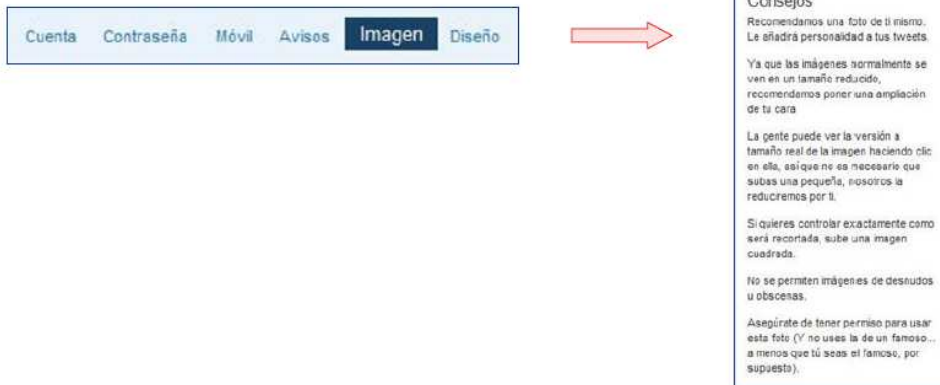 Cuenta Contraseña Móvil Avisos Imagen Diseño
Consejos
Recomendamos una foto de ti mismo.
Le añadirá personalidad a tus tweets.
Ya que las imágenes normalmente se
ven en un tamaño reducido,
recomendamos poner una ampliación
de tu cara
La gente puede ver la versión a
tamaño real de la imagen haciendo clic
en ella, así que no es necesario que
subas una pequeña, nosotros la
reduciremos por ti.
Si quieres controlar exactamente como
será recortada, sube una imagen
cuadrada.
No se permiten imágenes de desnudos
u obscenas.
Asegúrate de tener permiso para usar
esta foto (Y no uses la de un famoso...
a menos que tú seas el famoso, por
supuesto).